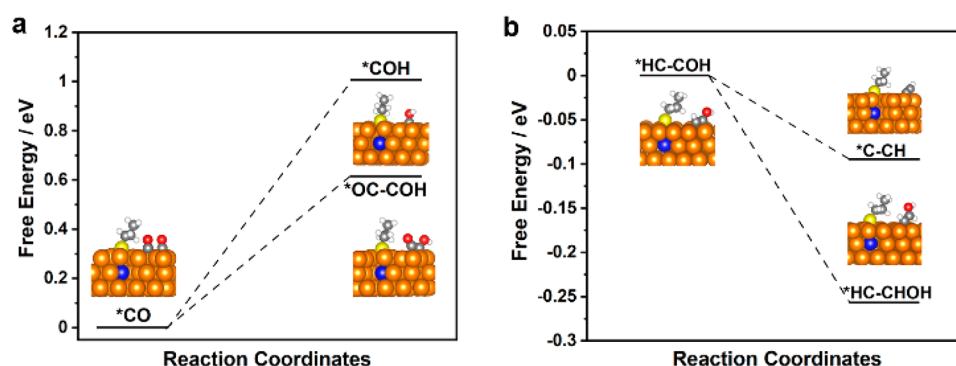 a
1.2
1
0.8
0.6
0.4
0.2
0
Free Energy / eV
*COH
*OC-COH
*CO
Reaction Coordinates
b
0.05
0
-0.05
-0.1
-0.15
-0.2
-0.25
-0.3
Free Energy / eV
*HC-COH
*C-CH
*HC-CHOH
Reaction Coordinates